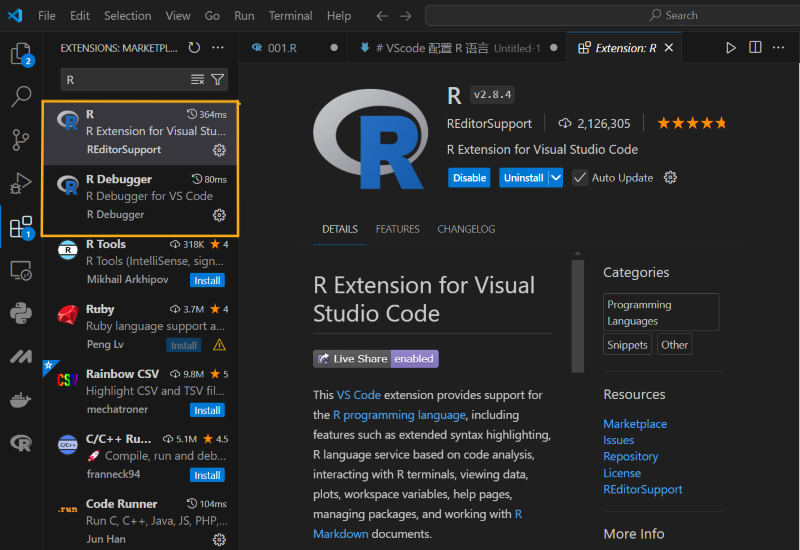 File Edit Selection View Go Run Terminal Help
Search
EXTENSIONS: MARKETPL...
001.R
# VScode 配置 R 语言 Untitled-1
Extension: R
2
1
R
R
364ms
R Extension for Visual Stu...
REditorSupport
R Debugger
80ms
R Debugger for VS Code
R Debugger
R Tools
318K 4
R Tools (IntelliSense, sign...
Mikhail Arkhipov
Install
Ruby
3.7M 4
Ruby language support a...
Peng Lv
Install
Rainbow CSV
9.8M 5
Highlight CSV and TSV fil...
mechatroner
Install
C/C++ Ru...
5.1M 4.5
Compile, run and deb...
franneck94
Install
Code Runner
104ms
Run C, C++, Java, JS, PHP,...
Jun Han
R
v2.8.4
REditorSupport
2,126,305
R Extension for Visual Studio Code
Disable
Uninstall
Auto Update
DETAILS FEATURES CHANGELOG
R Extension for Visual
Studio Code
Live Share enabled
This VS Code extension provides support for
the R programming language, including
features such as extended syntax highlighting,
R language service based on code analysis,
interacting with R terminals, viewing data,
plots, workspace variables, help pages,
managing packages, and working with R
Markdown documents.
Categories
Programming
Languages
Snippets
Other
Resources
Marketplace
Issues
Repository
License
REditorSupport
More Info